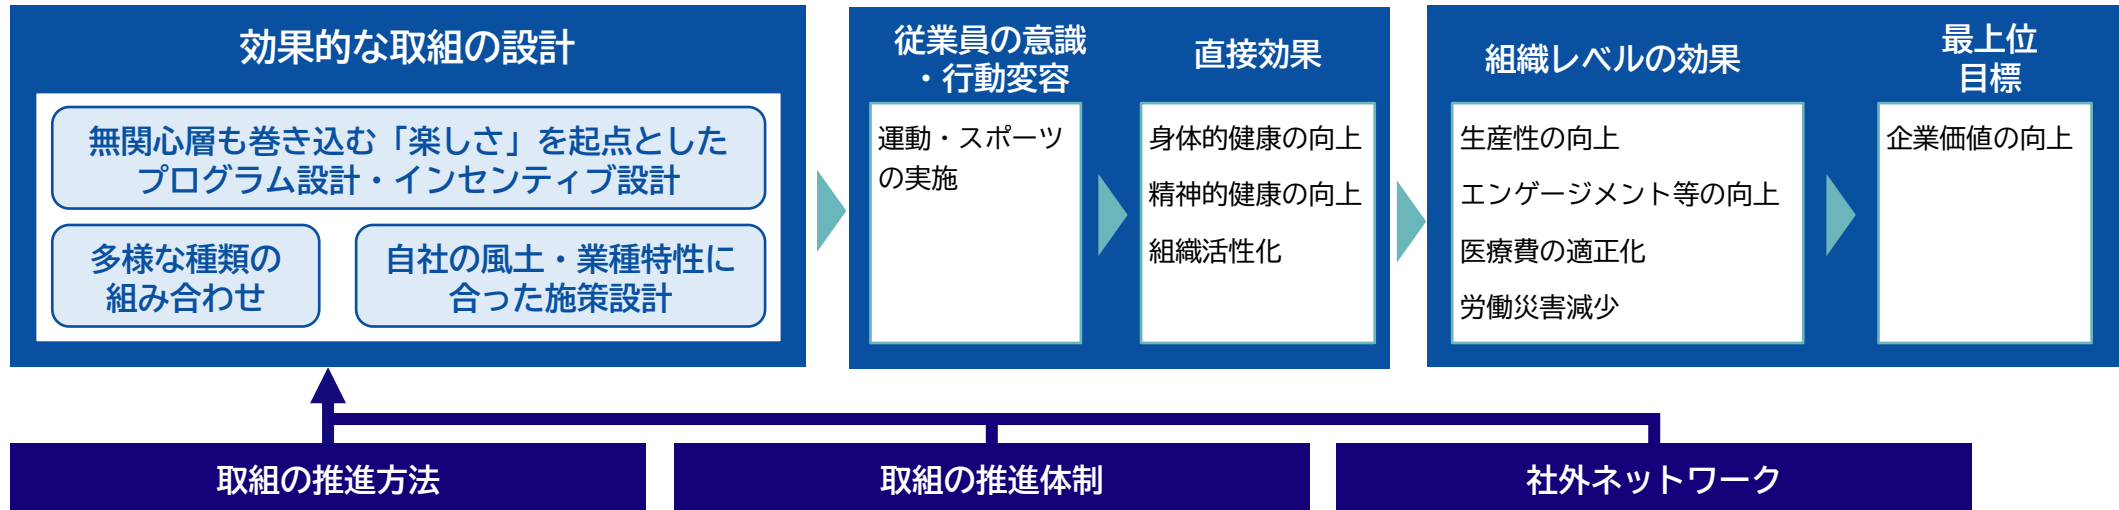 効果的な取組の設計
無関心層も巻き込む「楽しさ」を起点とした
プログラム設計・インセンティブ設計
多様な種類の
組み合わせ
自社の風土・業種特性に
合った施策設計
従業員の意識
・行動変容
運動・スポーツ
の実施
直接効果
身体的健康の向上
精神的健康の向上
組織活性化
組織レベルの効果
生産性の向上
エンゲージメント等の向上
医療費の適正化
労働災害減少
最上位
目標
企業価値の向上
取組の推進方法
取組の推進体制
社外ネットワーク